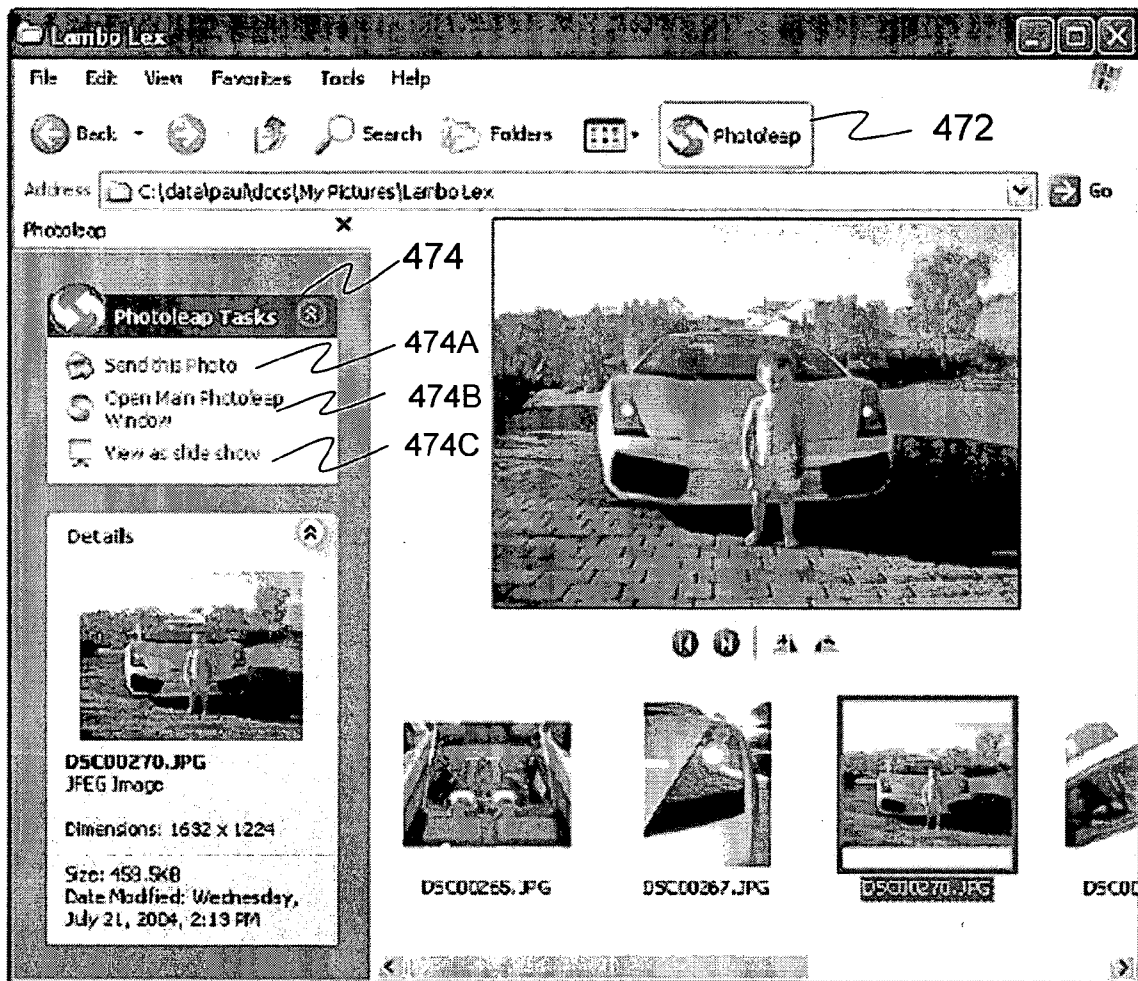 Lambo Lex
File Edit View Favorites Tools Help
Back Search Folders Photoleap 472
Address C:\data\paul\docs\My Pictures\Lambo Lex Go
Photoleap
474
Photoleap Tasks
Send this Photo 474A
Open Main Photoleap 474B
Window
View as slide show 474C
Details
DSC00270.JPG
JPEG Image
Dimensions: 1632 x 1224
Size: 459.5KB
Date Modified: Wednesday,
July 21, 2004, 2:19 PM
DSC00265.JPG DSC00267.JPG DSC00270.JPG DSC00